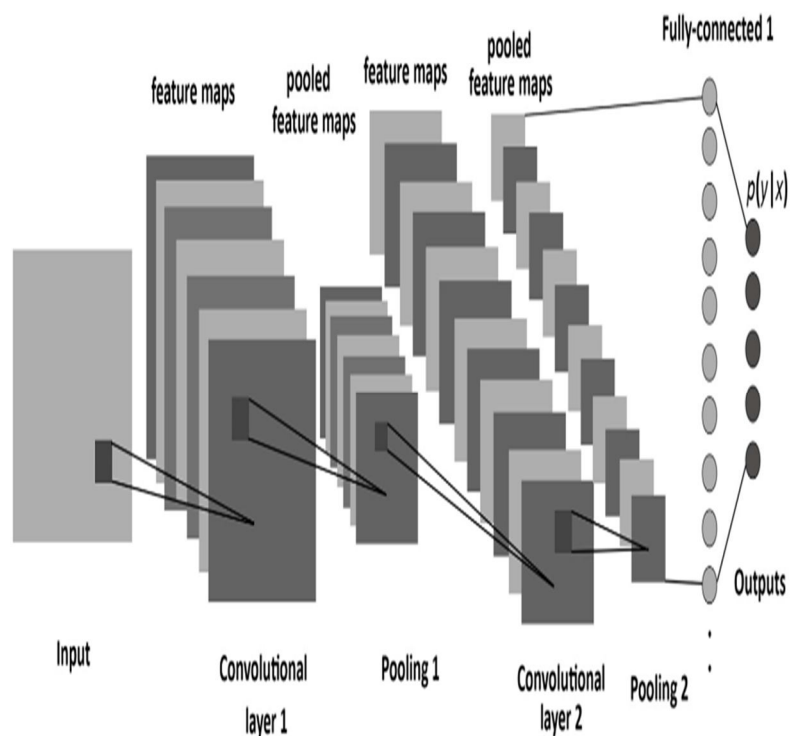 Fully-connected 1
feature maps
pooled
feature maps
feature maps
pooled
feature maps
p(y|x)
Outputs
Input
Convolutional
layer 1
Pooling 1
Convolutional
layer 2
Pooling 2